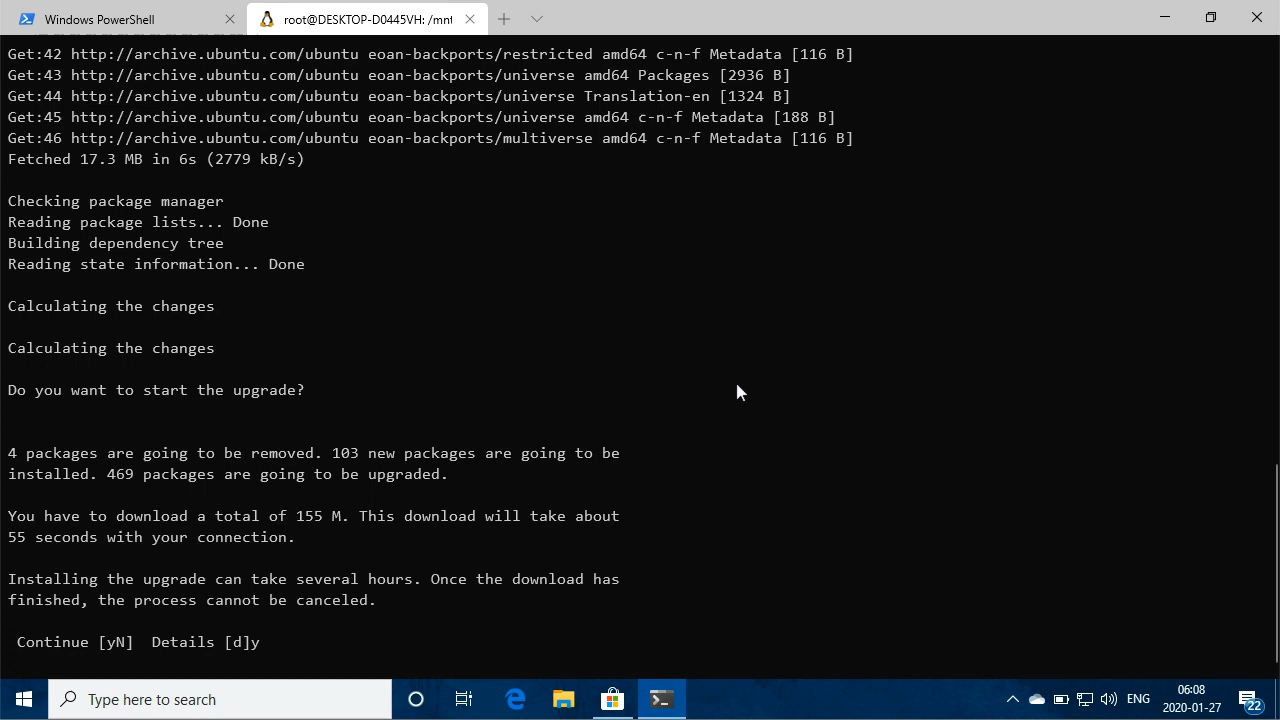 Windows PowerShell
root@DESKTOP-D0445VH: /mnt
Get:42 http://archive.ubuntu.com/ubuntu eoan-backports/restricted amd64 c-n-f Metadata [116 B]
Get:43 http://archive.ubuntu.com/ubuntu eoan-backports/universe amd64 Packages [2936 B]
Get:44 http://archive.ubuntu.com/ubuntu eoan-backports/universe Translation-en [1324 B]
Get:45 http://archive.ubuntu.com/ubuntu eoan-backports/universe amd64 c-n-f Metadata [188 B]
Get:46 http://archive.ubuntu.com/ubuntu eoan-backports/multiverse amd64 c-n-f Metadata [116 B]
Fetched 17.3 MB in 6s (2779 kB/s)
Checking package manager
Reading package lists... Done
Building dependency tree
Reading state information... Done
Calculating the changes
Calculating the changes
Do you want to start the upgrade?
4 packages are going to be removed. 103 new packages are going to be
installed. 469 packages are going to be upgraded.
You have to download a total of 155 M. This download will take about
55 seconds with your connection.
Installing the upgrade can take several hours. Once the download has
finished, the process cannot be canceled.
Continue [yN]  Details [d]y
Type here to search
ENG
06:08
2020-01-27
22